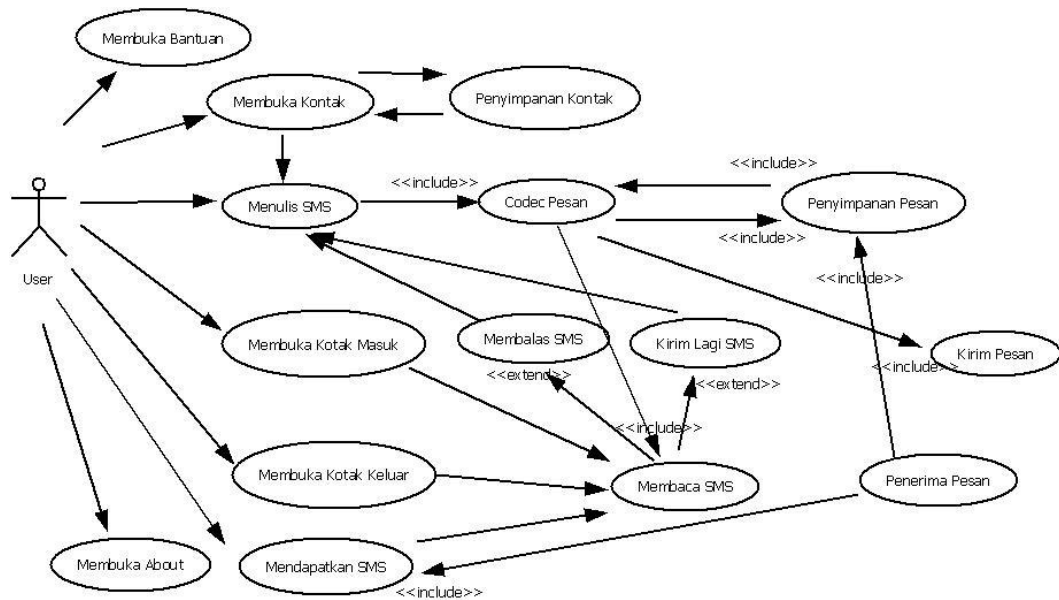 Membuka Bantuan
Membuka Kontak
Penyimpanan Kontak
<<include>>
<<include>>
Menulis SMS
Codec Pesan
Penyimpanan Pesan
<<include>>
User
<<include>>
Membuka Kotak Masuk
Membalas SMS
Kirim Lagi SMS
Kirim Pesan
<<include>>
<<extend>>
<<extend>>
<<include>>
Membuka Kotak Keluar
Membaca SMS
Penerima Pesan
Membuka About
Mendapatkan SMS
<<include>>